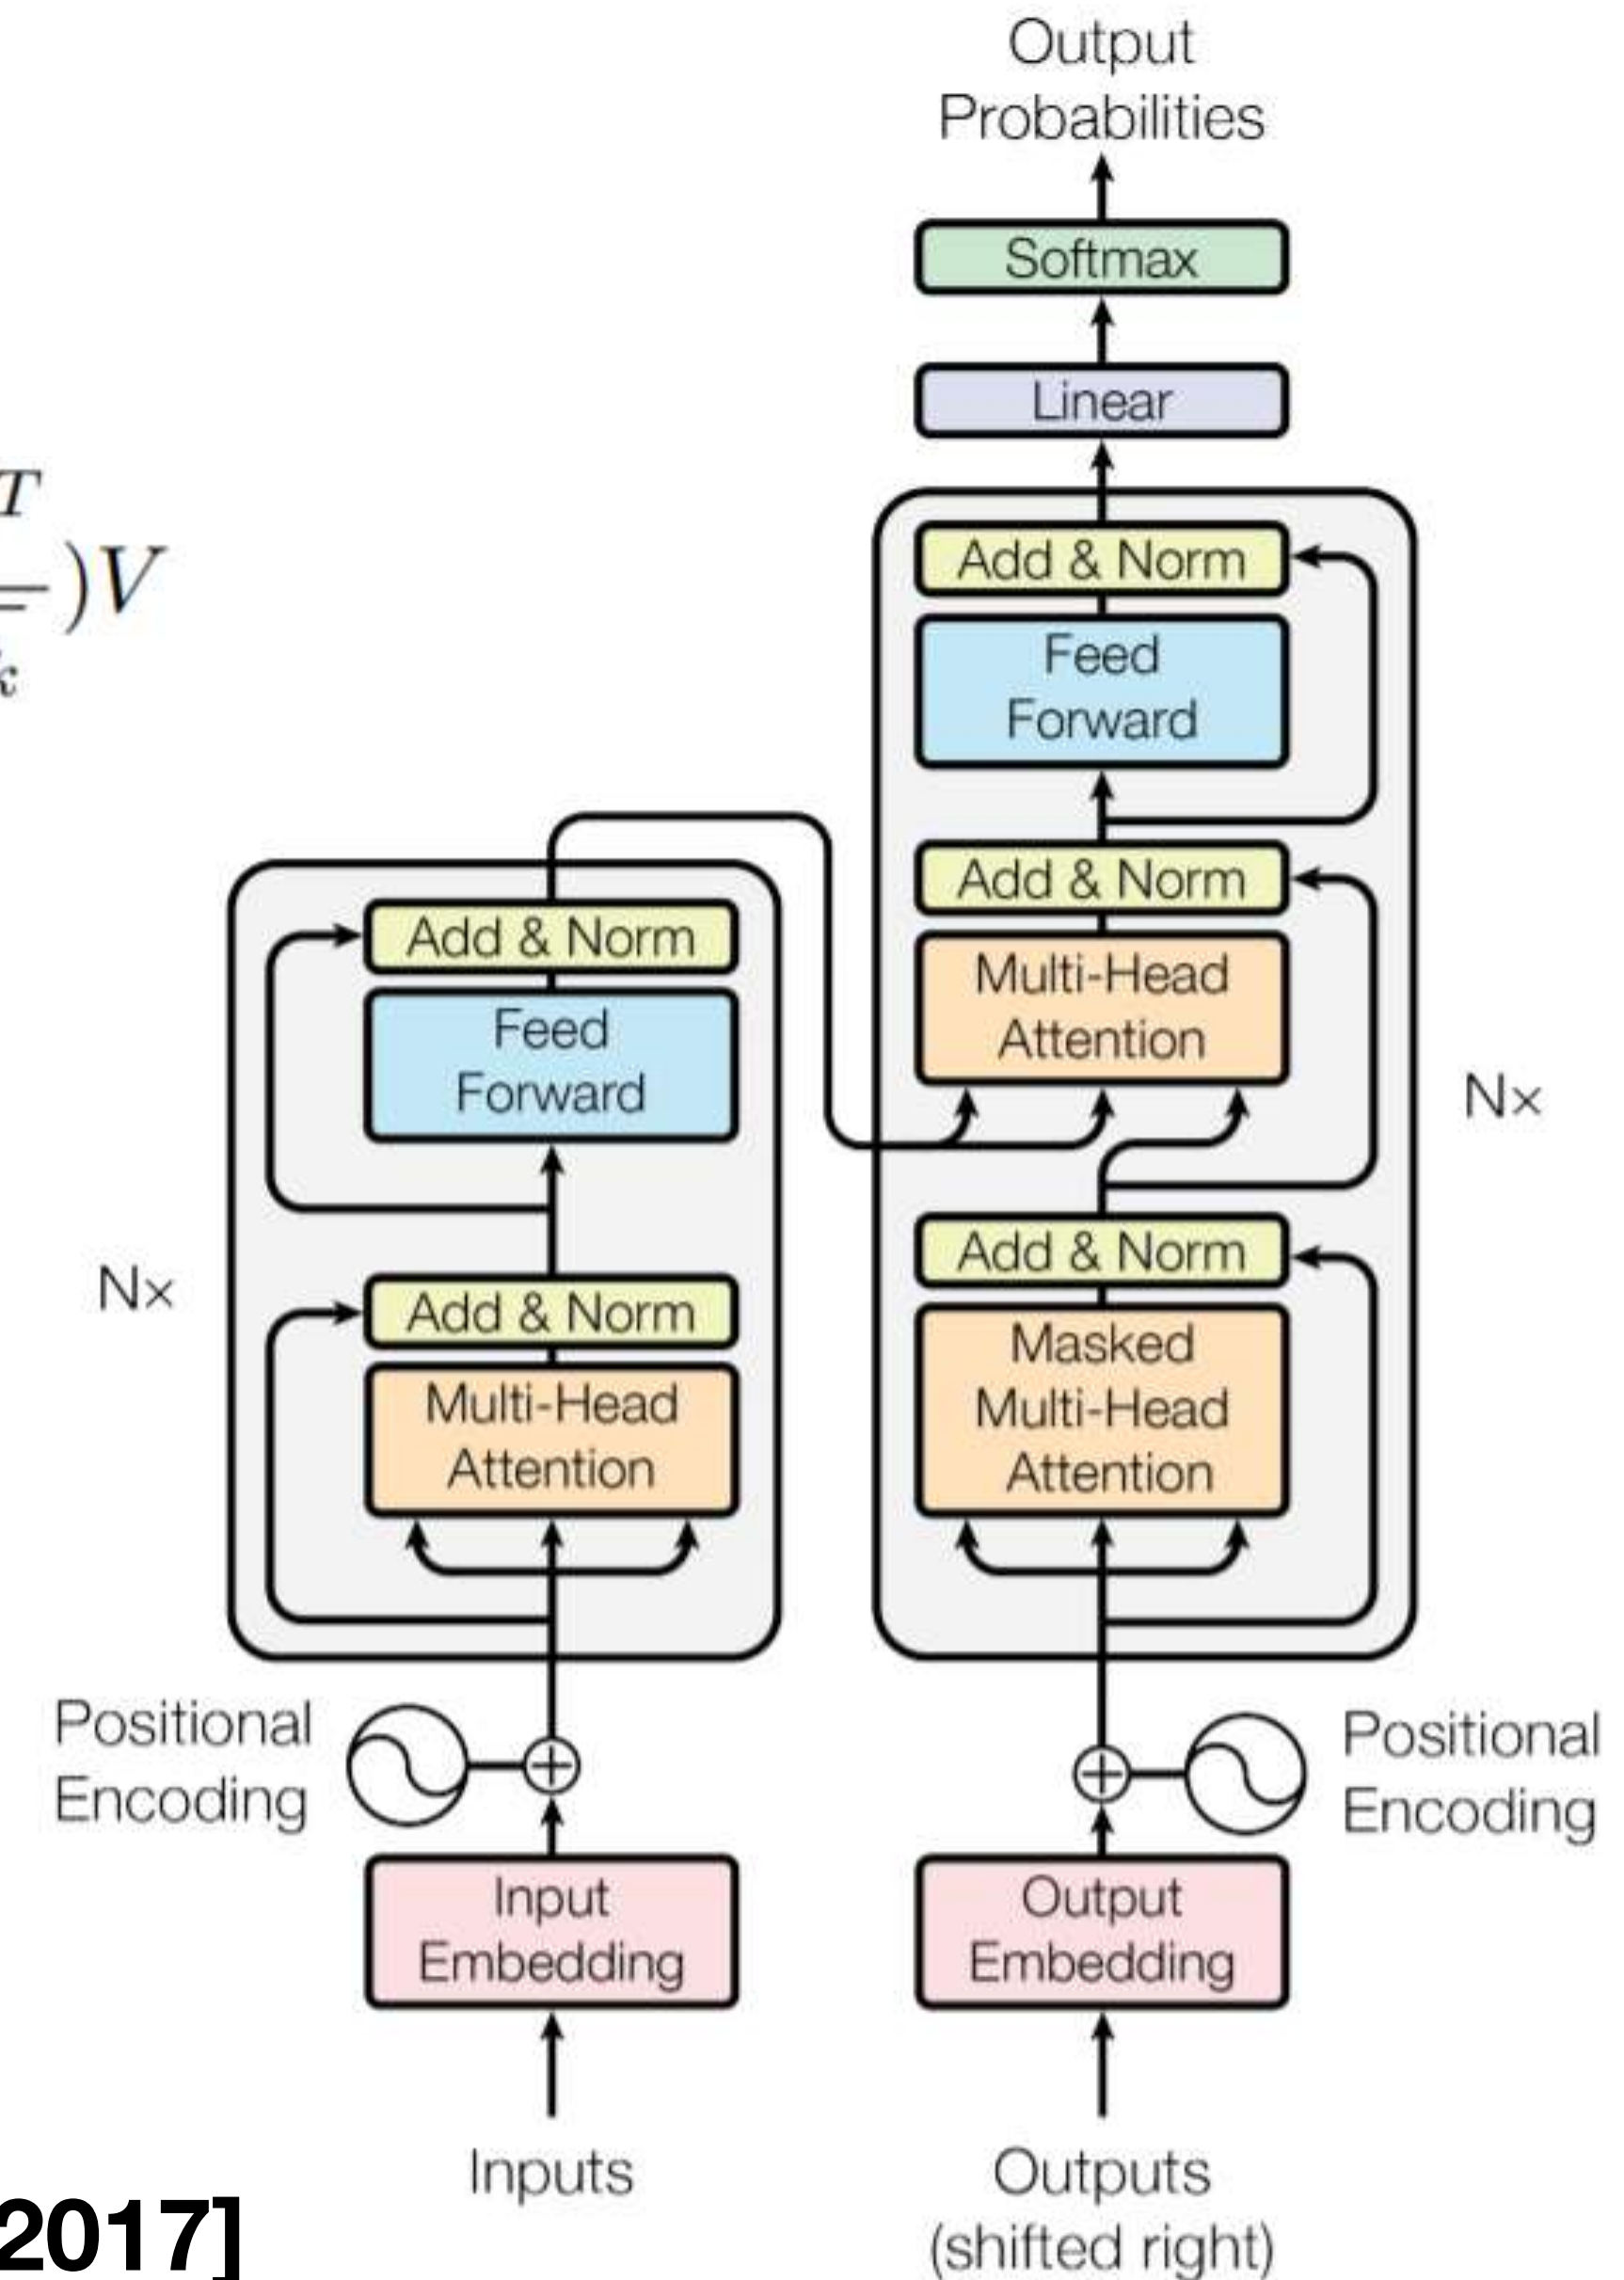 Output
Probabilities
Softmax
Linear
T
)V
k
Add & Norm
Feed
Forward
Add & Norm
Multi-Head
Attention
Nx
Add & Norm
Masked
Multi-Head
Attention
Add & Norm
Feed
Forward
Nx
Add & Norm
Multi-Head
Attention
Positional
Encoding
Positional
Encoding
Input
Embedding
Output
Embedding
Inputs
Outputs
(shifted right)
2017]